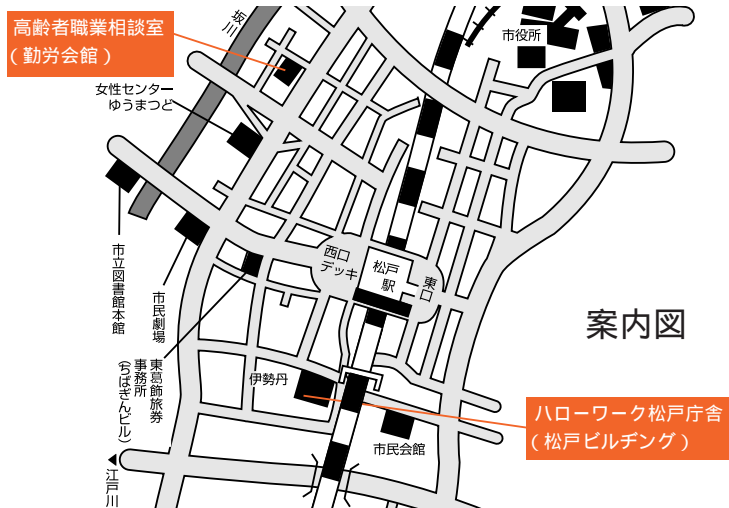 高齢者職業相談室
（勤労会館）
坂川
市役所
女性センター
ゆうまつど
市立図書館本館
市民劇場
西口
デッキ
松戸
駅
東口
案内図
東葛飾旅券
事務所
（ちばぎんビル）
伊勢丹
市民会館
ハローワーク松戸庁舎
（松戸ビルヂング）
◀江戸川